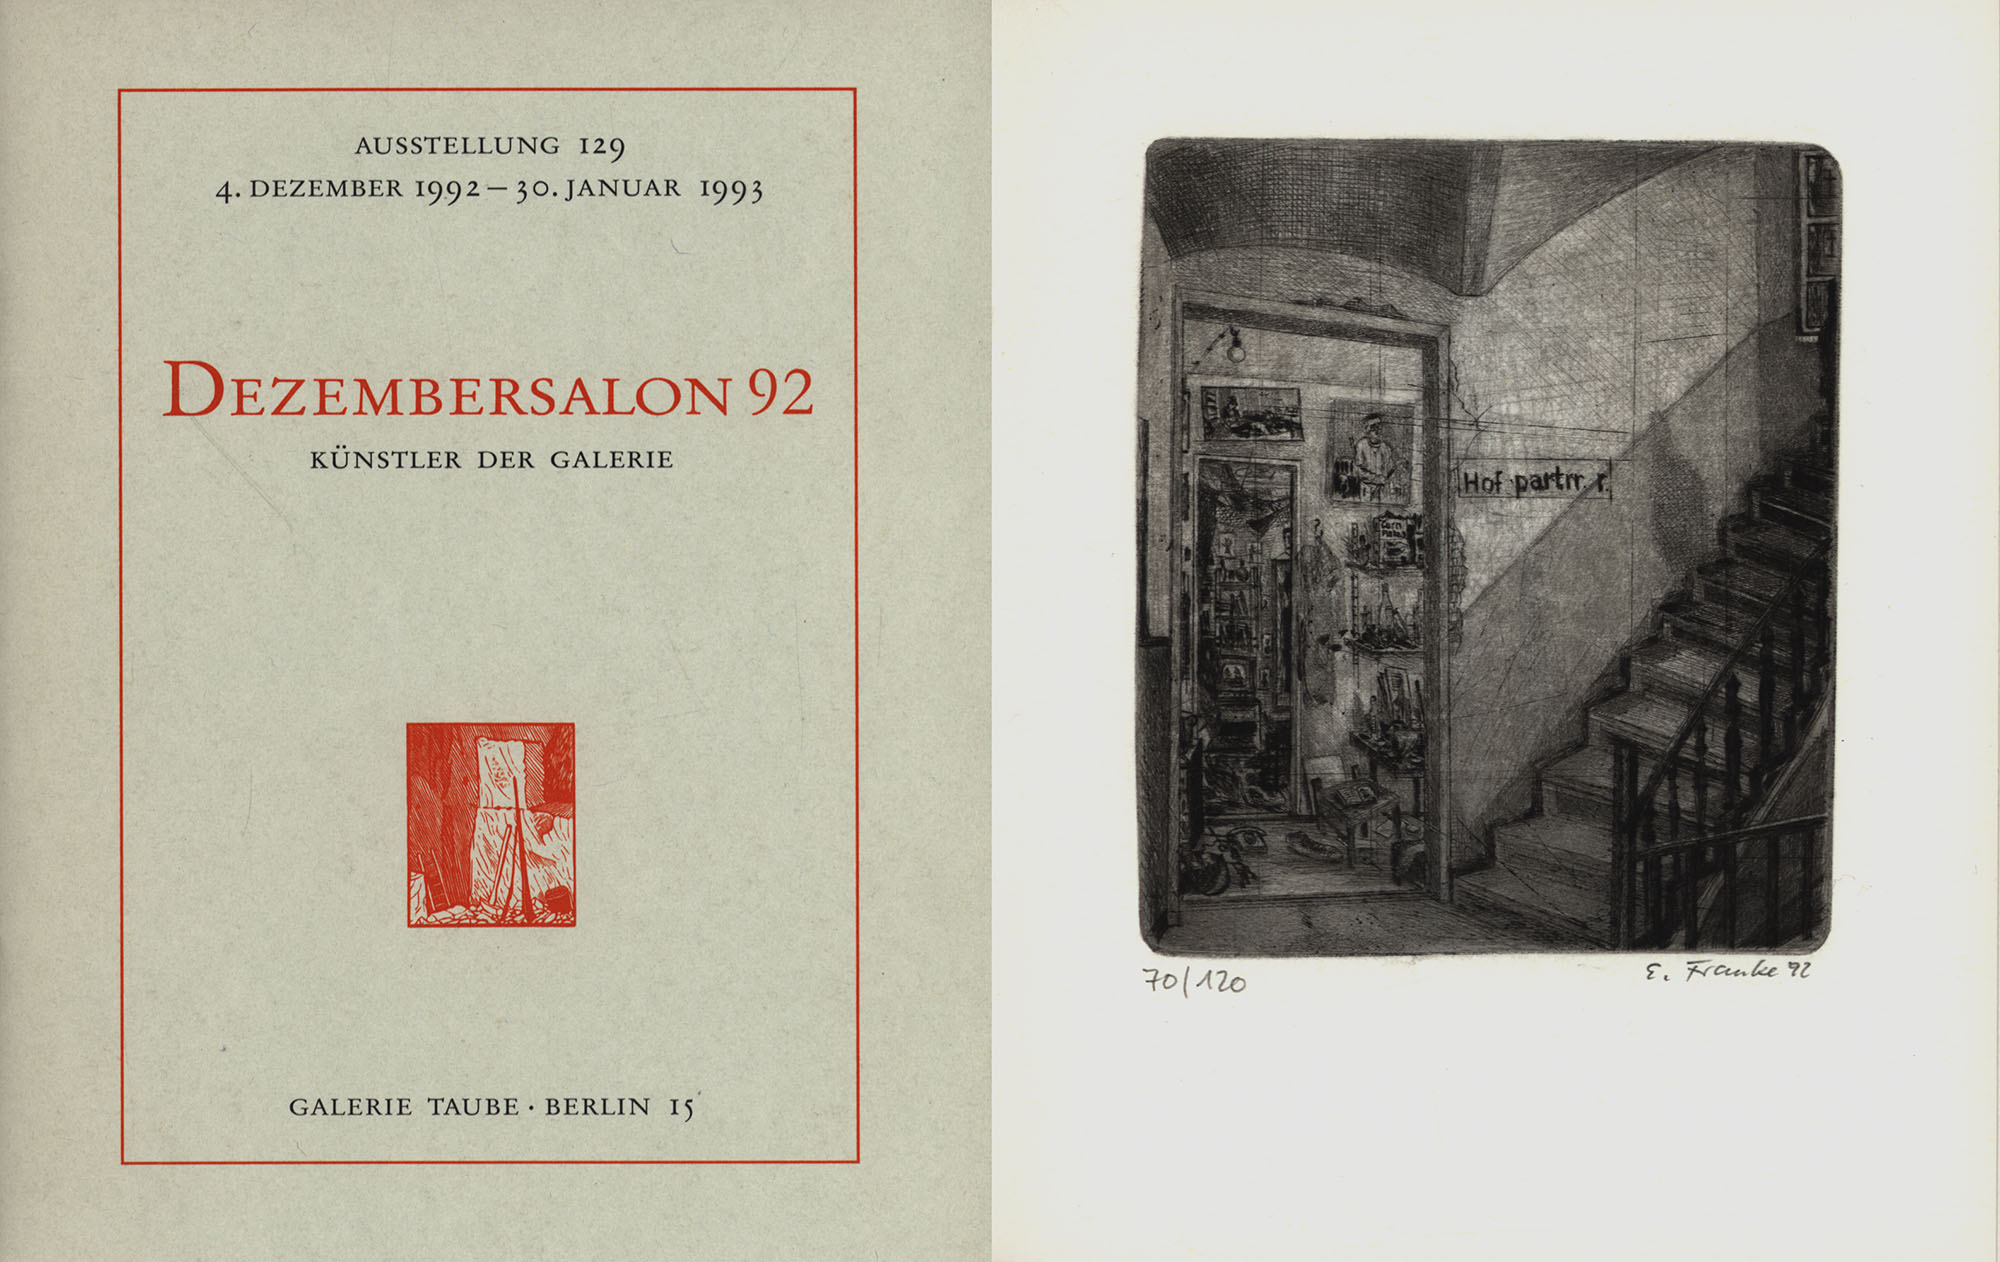 AUSSTELLUNG 129
4. DEZEMBER 1992 – 30. JANUAR 1993
DEZEMBERSALON 92
KÜNSTLER DER GALERIE
GALERIE TAUBE · BERLIN 15
Hof partrr. r.
70/120
E. Franke 92